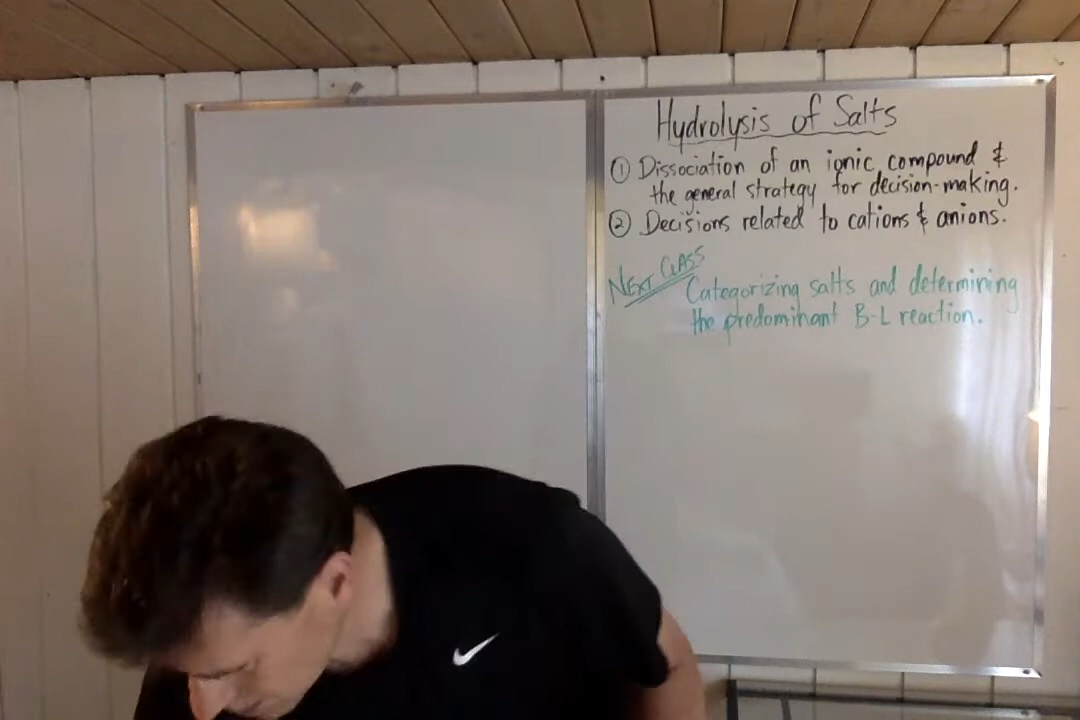 Hydrolysis of Salts
① Dissociation of an ionic compound &
the general strategy for decision-making.
② Decisions related to cations & anions.
NEXT CLASS
Categorizing salts and determining
the predominant B-L reaction.